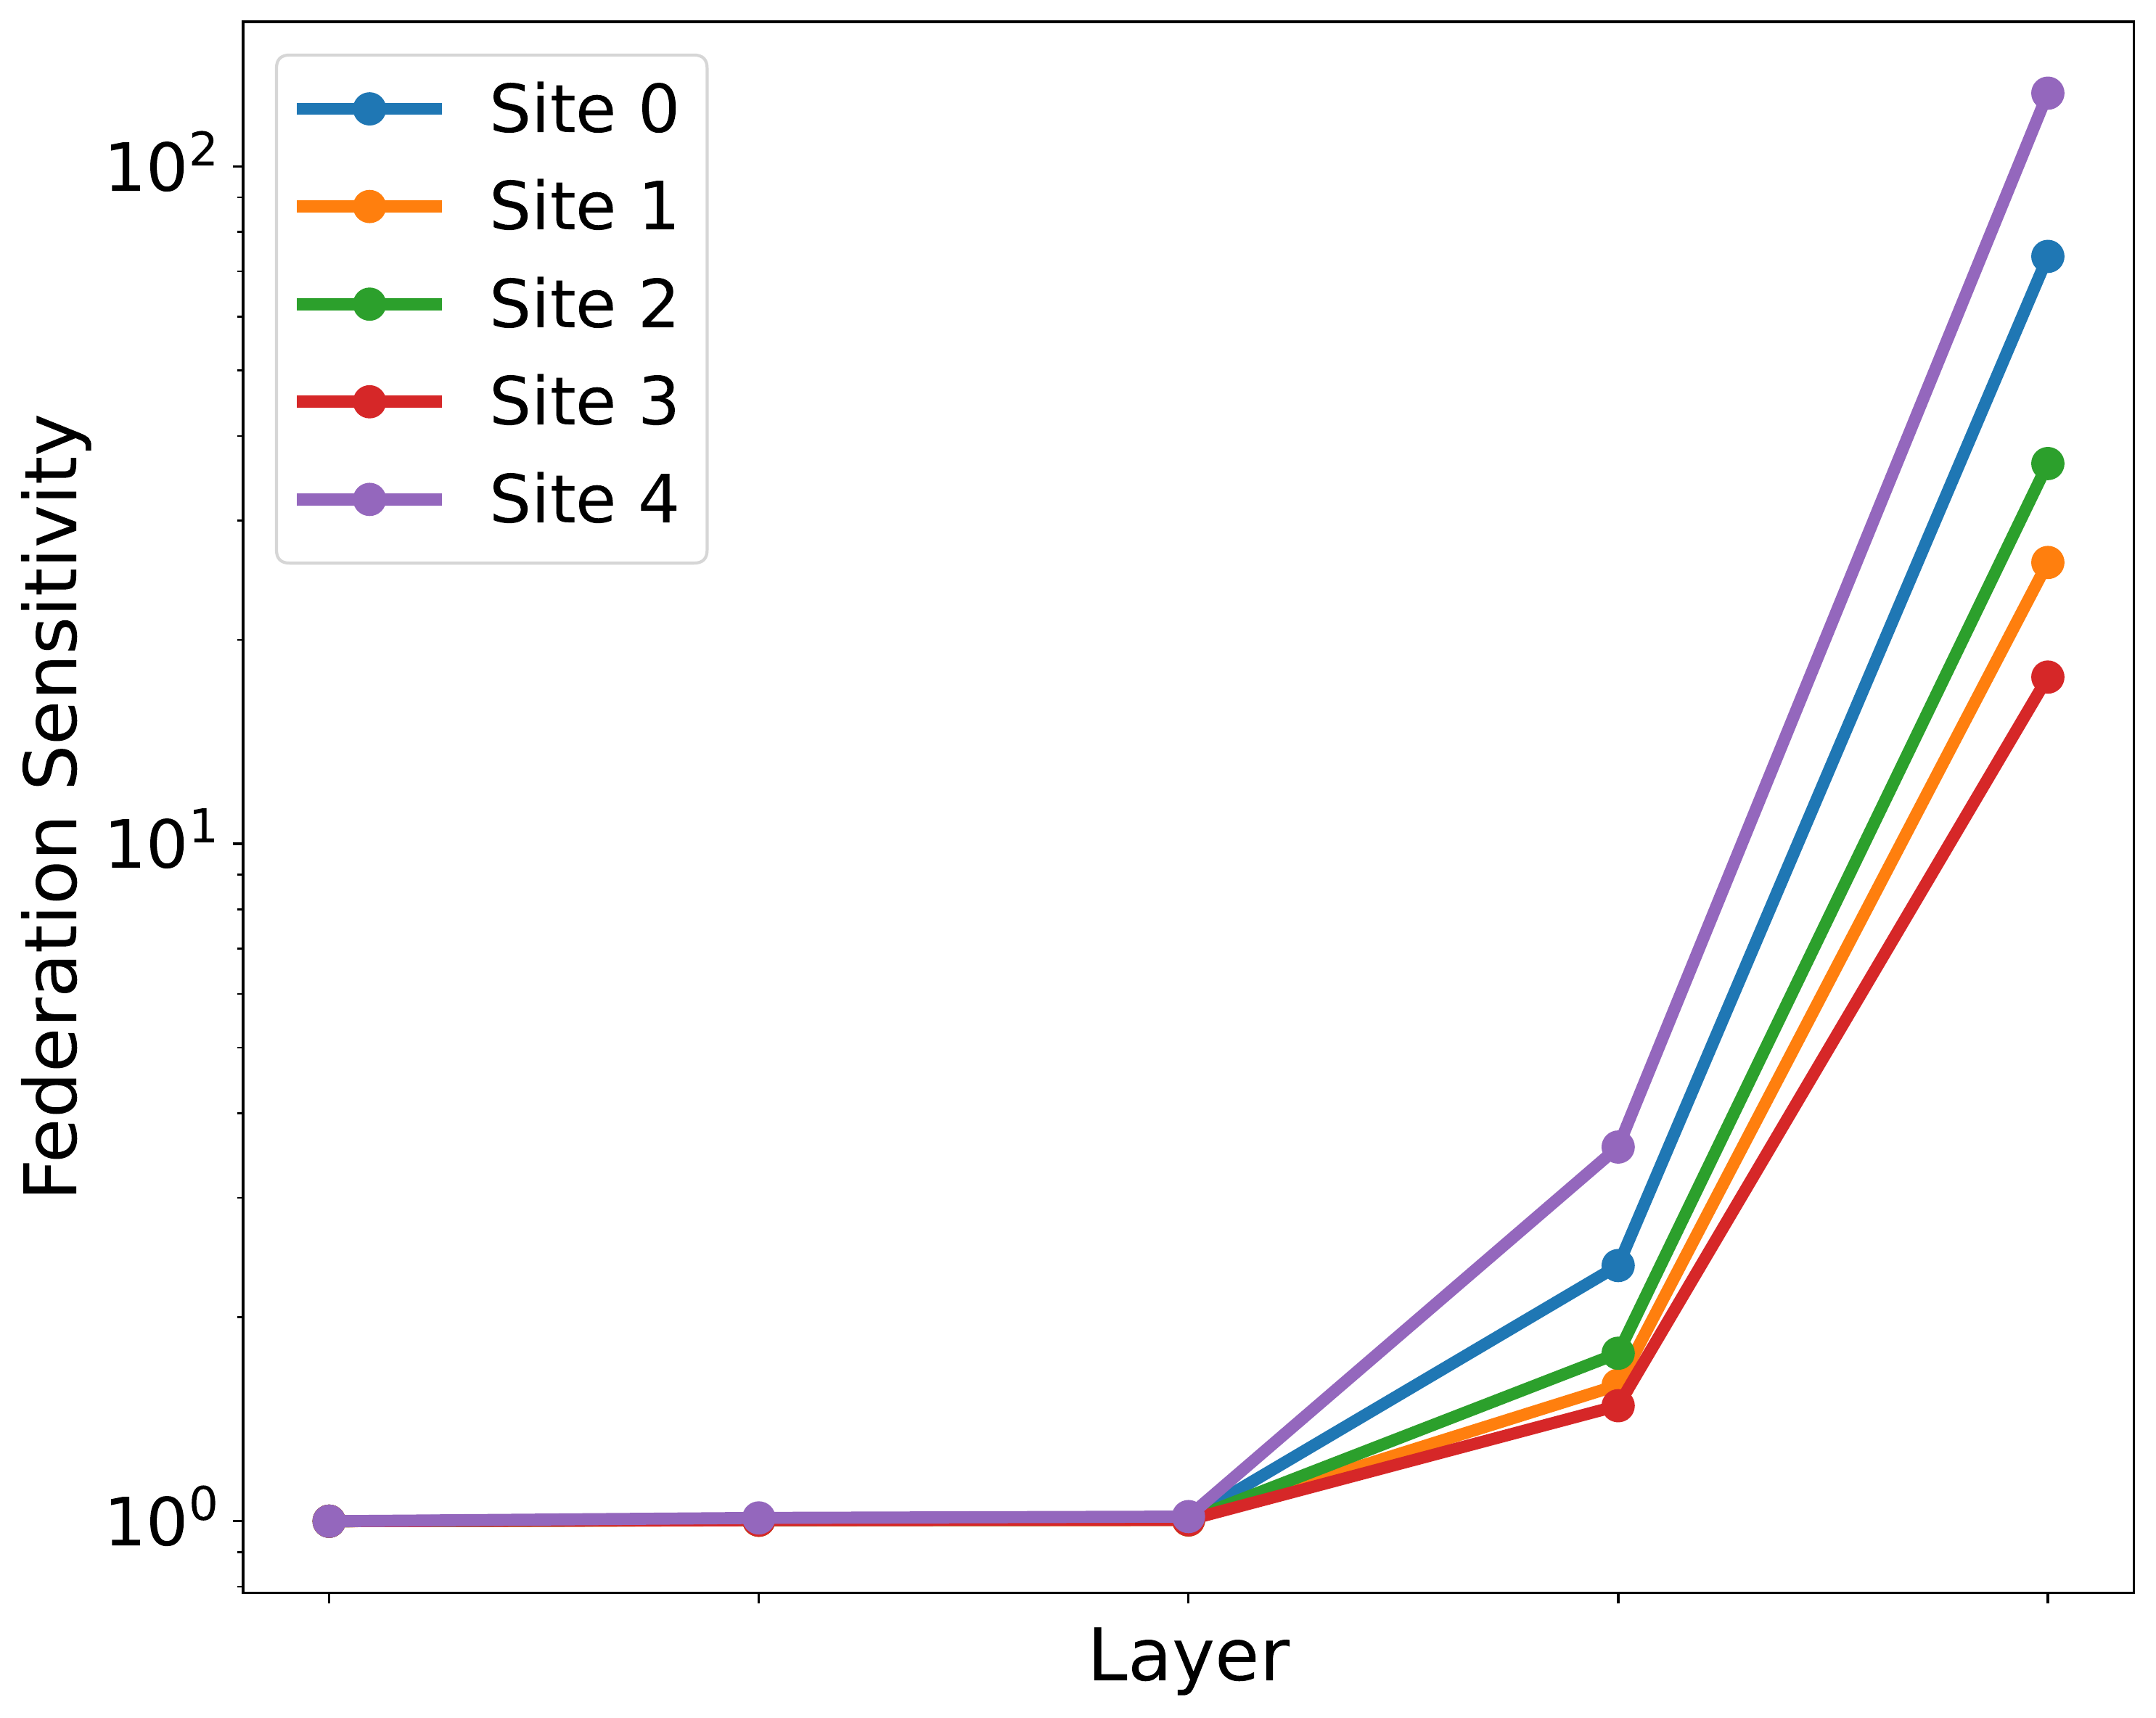 Site 0
Site 1
Site 2
Site 3
Site 4
10²
10¹
10⁰
Federation Sensitivity
Layer